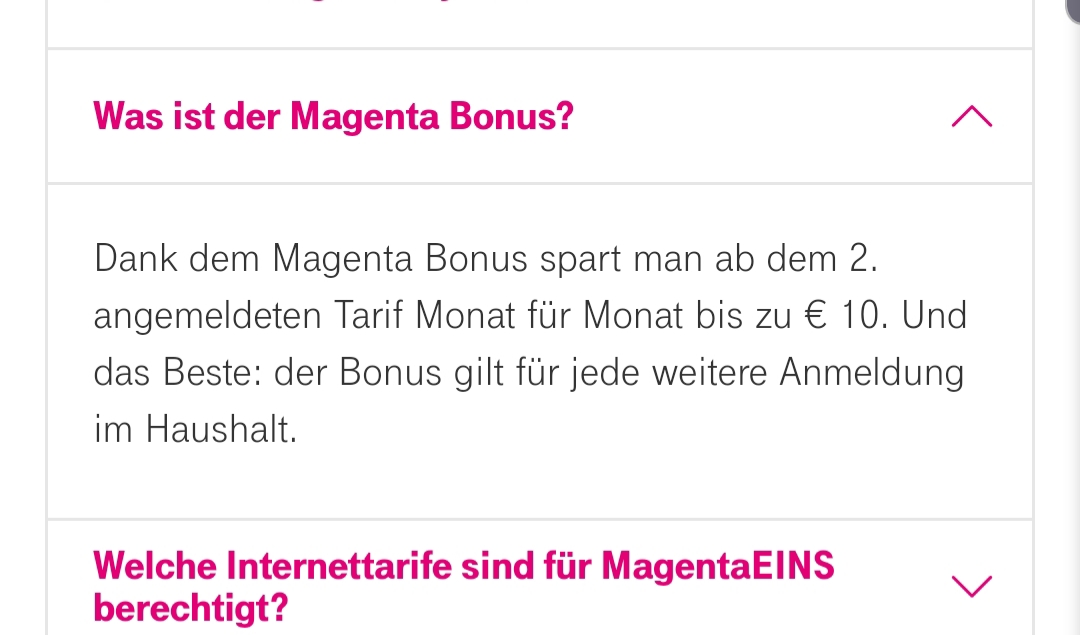 Was ist der Magenta Bonus?
Dank dem Magenta Bonus spart man ab dem 2.
angemeldeten Tarif Monat für Monat bis zu € 10. Und
das Beste: der Bonus gilt für jede weitere Anmeldung
im Haushalt.
Welche Internettarife sind für MagentaEINS
berechtigt?